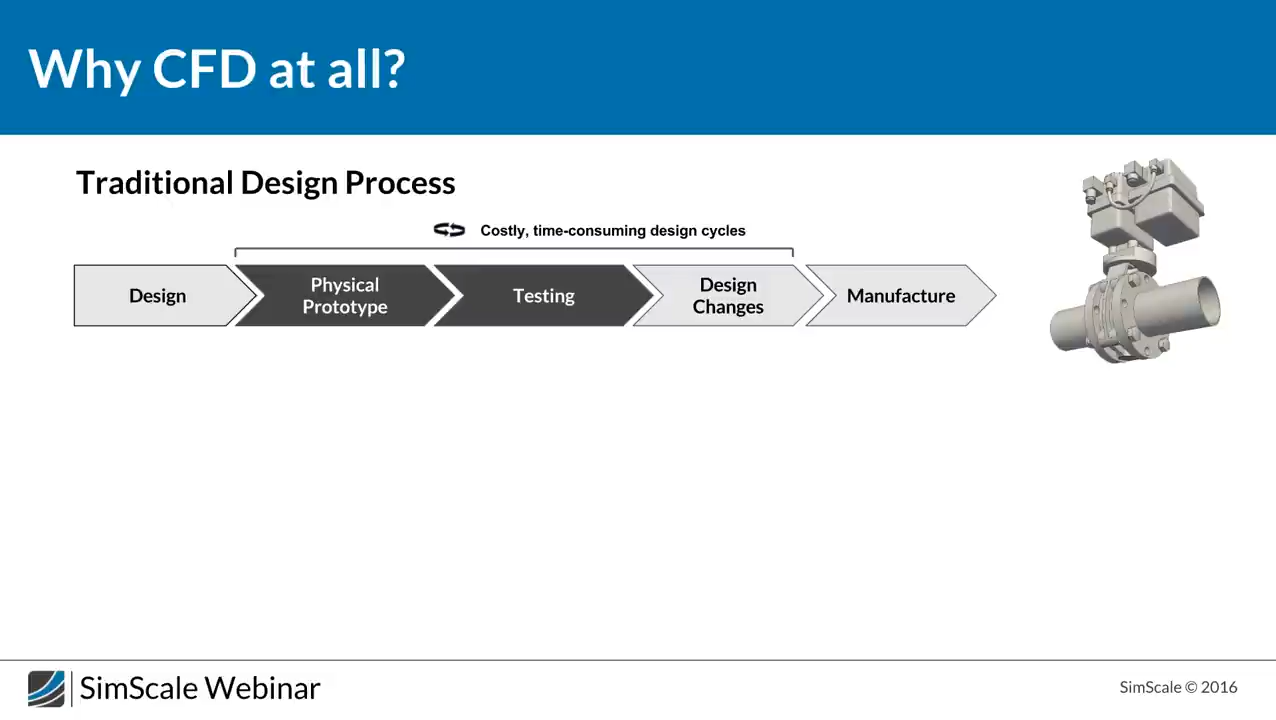 Why CFD at all?
Traditional Design Process
Costly, time-consuming design cycles
Design
Physical
Prototype
Testing
Design
Changes
Manufacture
SimScale Webinar
SimScale © 2016